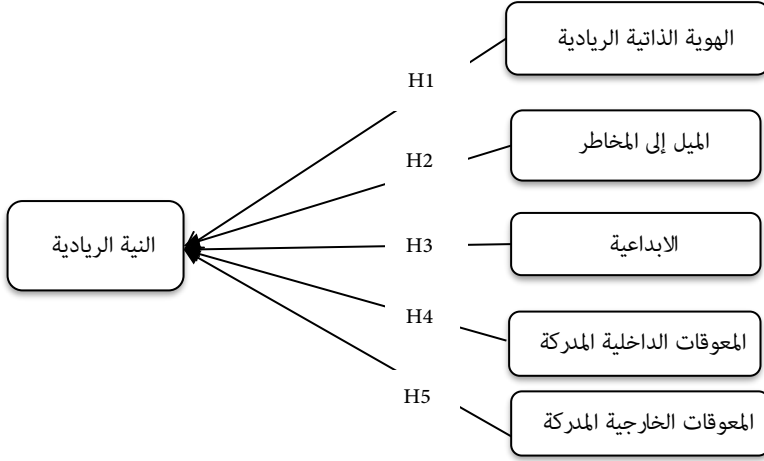 الهوية الذاتية الريادية
H1
الميل إلى المخاطر
H2
الابداعية
H3
النية الريادية
المعوقات الداخلية المدركة
H4
المعوقات الخارجية المدركة
H5